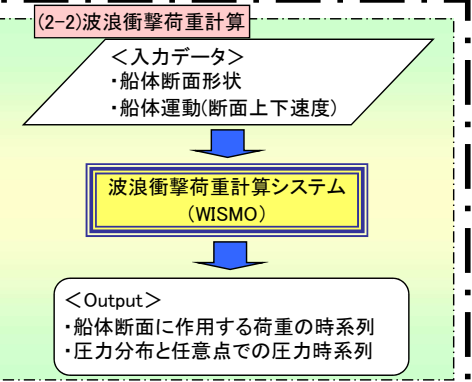 (2-2)波浪衝撃荷重計算
＜入力データ＞
・船体断面形状
・船体運動(断面上下速度)
波浪衝撃荷重計算システム
(WISMO)
＜Output＞
・船体断面に作用する荷重の時系列
・圧力分布と任意点での圧力時系列